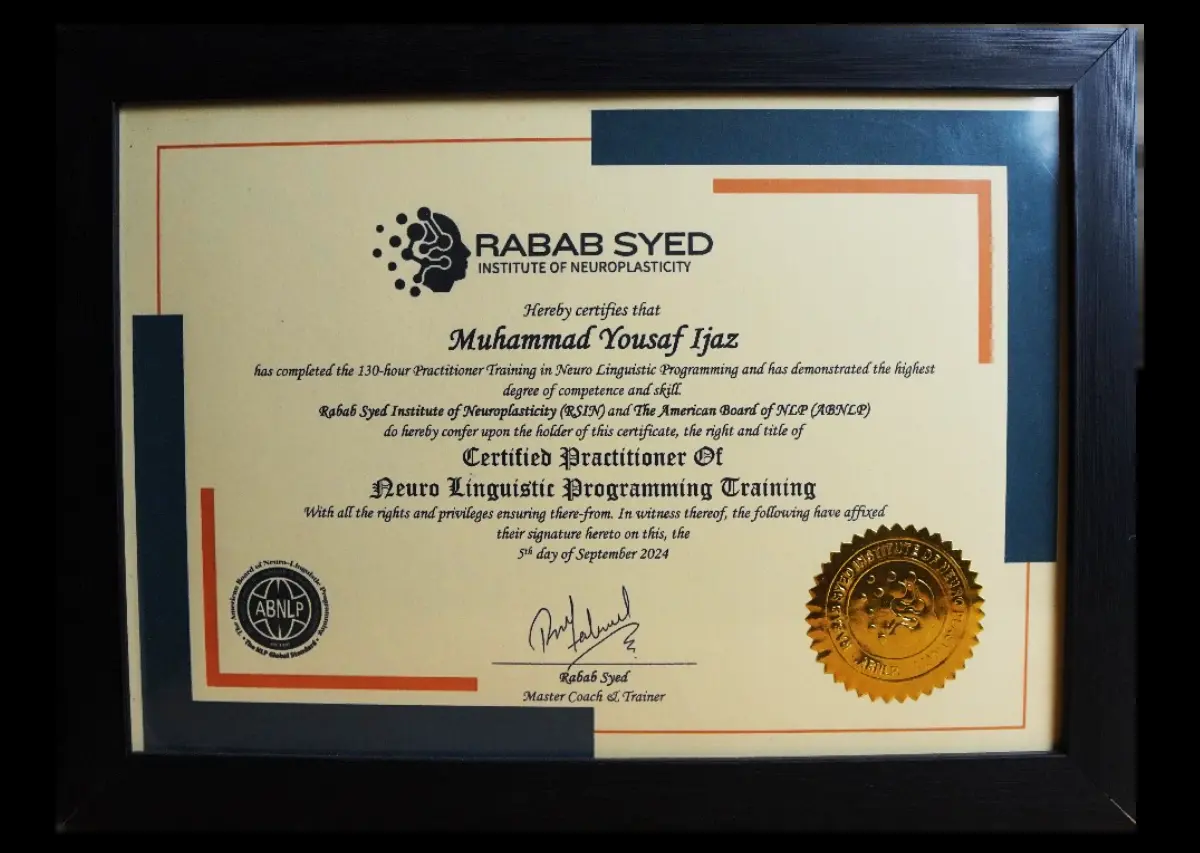 RABAB SYED
INSTITUTE OF NEUROPLASTICITY
Hereby certifies that
Muhammad Yousaf Ijaz
has completed the 130-hour Practitioner Training in Neuro Linguistic Programming and has demonstrated the highest
degree of competence and skill.
Rabab Syed Institute of Neuroplasticity (RSIN) and The American Board of NLP (ABNLP)
do hereby confer upon the holder of this certificate, the right and title of
Certified Practitioner Of
Neuro Linguistic Programming Training
With all the rights and privileges ensuring there-from. In witness thereof, the following have affixed
their signature hereto on this, the
5th day of September 2024
The American Board of Neuro-Linguistic Programming
ABNLP
The NLP Global Standard
Rabab Syed
Master Coach & Trainer
RABAB SYED INSTITUTE OF NEURO
ABNLP